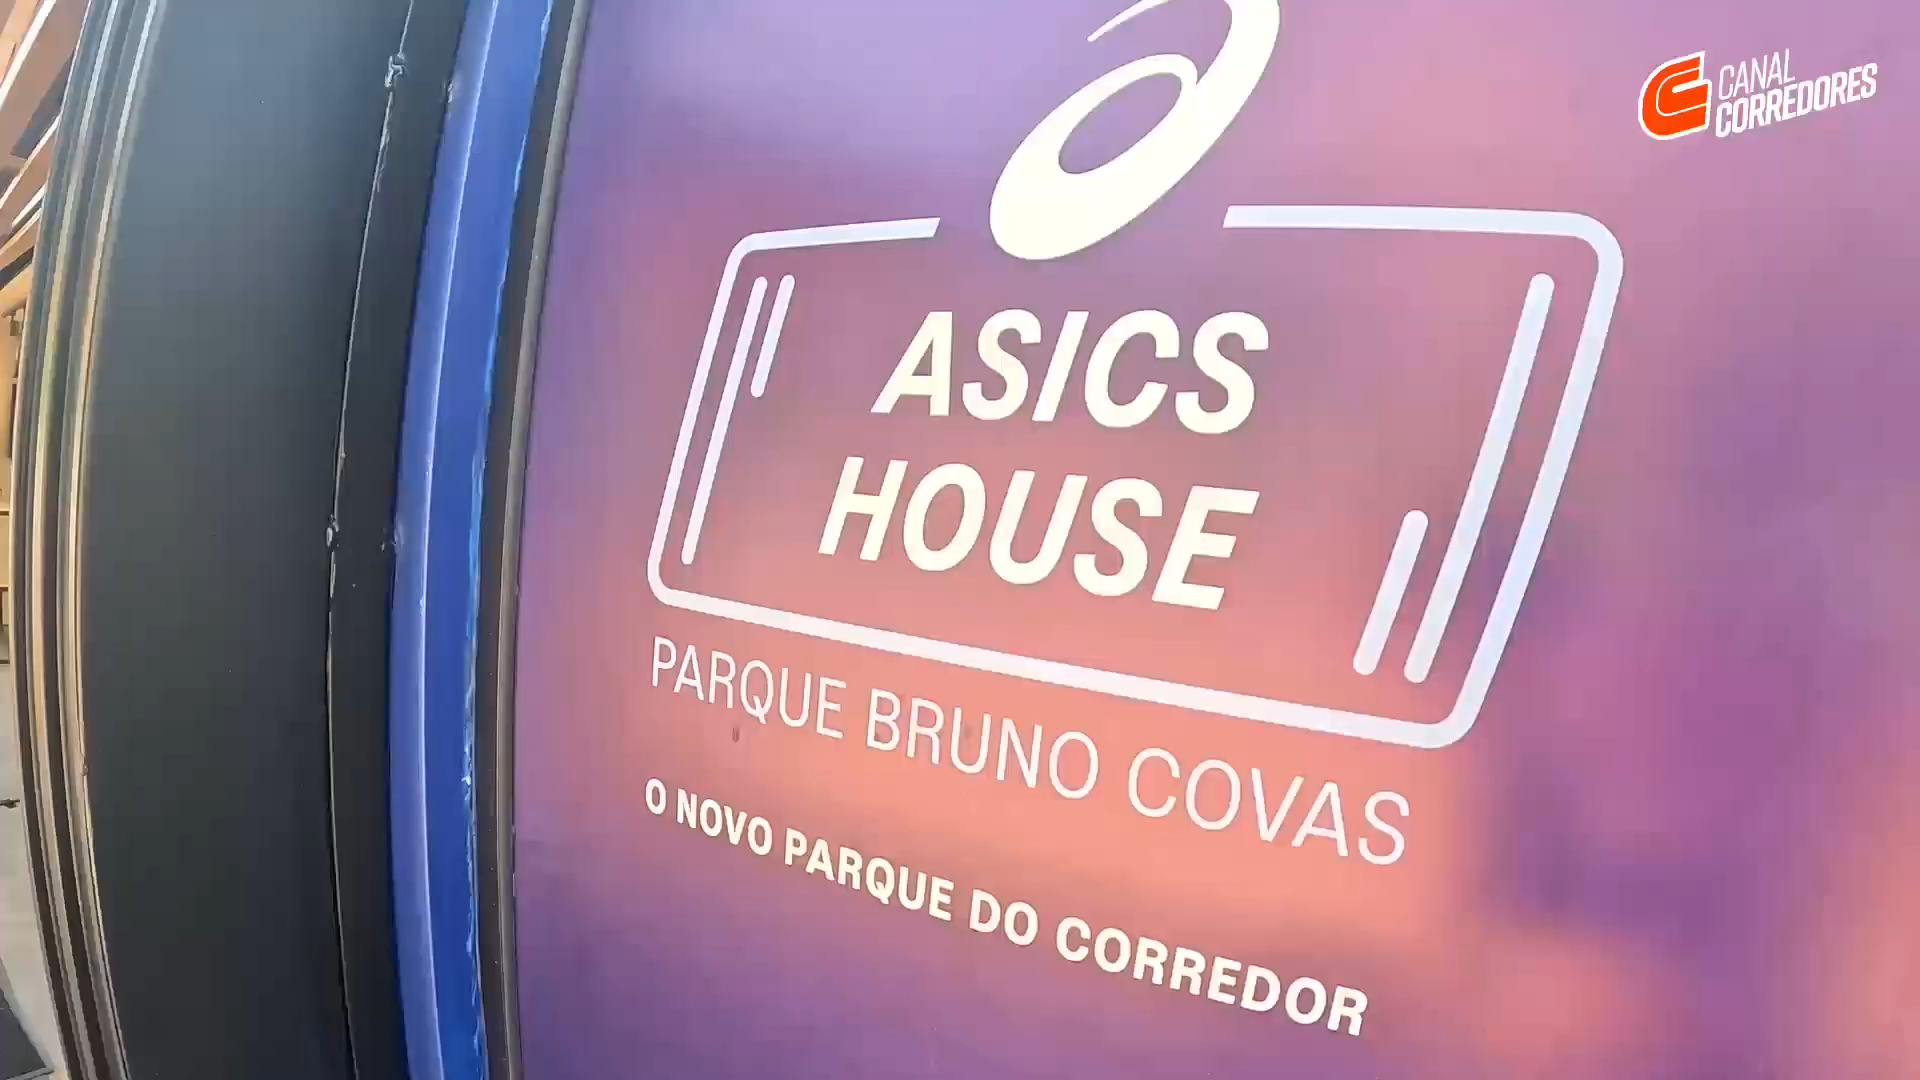 CANAL
CORREDORES
ASICS
HOUSE
PARQUE BRUNO COVAS
O NOVO PARQUE DO CORREDOR